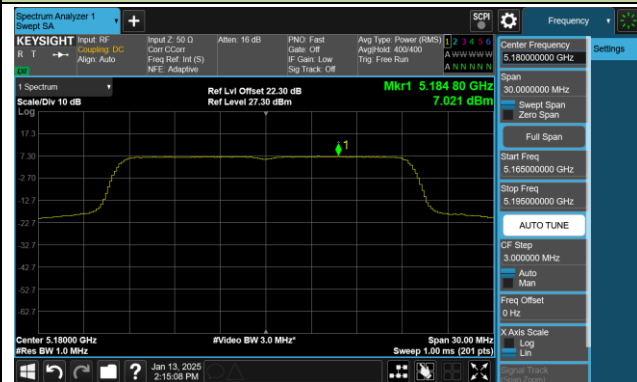 Spectrum Analyzer 1
Swept SA
SCPI
Frequency
KEYSIGHT
R T
LXI
Input: RF
Coupling: DC
Align: Auto
Input Z: 50 Ω
Corr CCorr
Freq Ref: Int (S)
NFE: Adaptive
Atten: 16 dB
PNO: Fast
Gate: Off
IF Gain: Low
Sig Track: Off
Avg Type: Power (RMS)
Avg|Hold: 400/400
Trig: Free Run
1 2 3 4 5 6
A W W W W W
A N N N N N
1 Spectrum
Scale/Div 10 dB
Log
Ref Lvl Offset 22.30 dB
Ref Level 27.30 dBm
Mkr1 5.184 80 GHz
7.021 dBm
1
17.3
7.30
-2.70
-12.7
-22.7
-32.7
-42.7
-52.7
-62.7
Center 5.18000 GHz
#Res BW 1.0 MHz
#Video BW 3.0 MHz*
Span 30.00 MHz
Sweep 1.00 ms (201 pts)
Center Frequency
5.180000000 GHz
Settings
Span
30.0000000 MHz
Swept Span
Zero Span
Full Span
Start Freq
5.165000000 GHz
Stop Freq
5.195000000 GHz
AUTO TUNE
CF Step
3.000000 MHz
Auto
Man
Freq Offset
0 Hz
X Axis Scale
Log
Lin
Signal Track
(Span Zoom)
Jan 13, 2025
2:15:08 PM